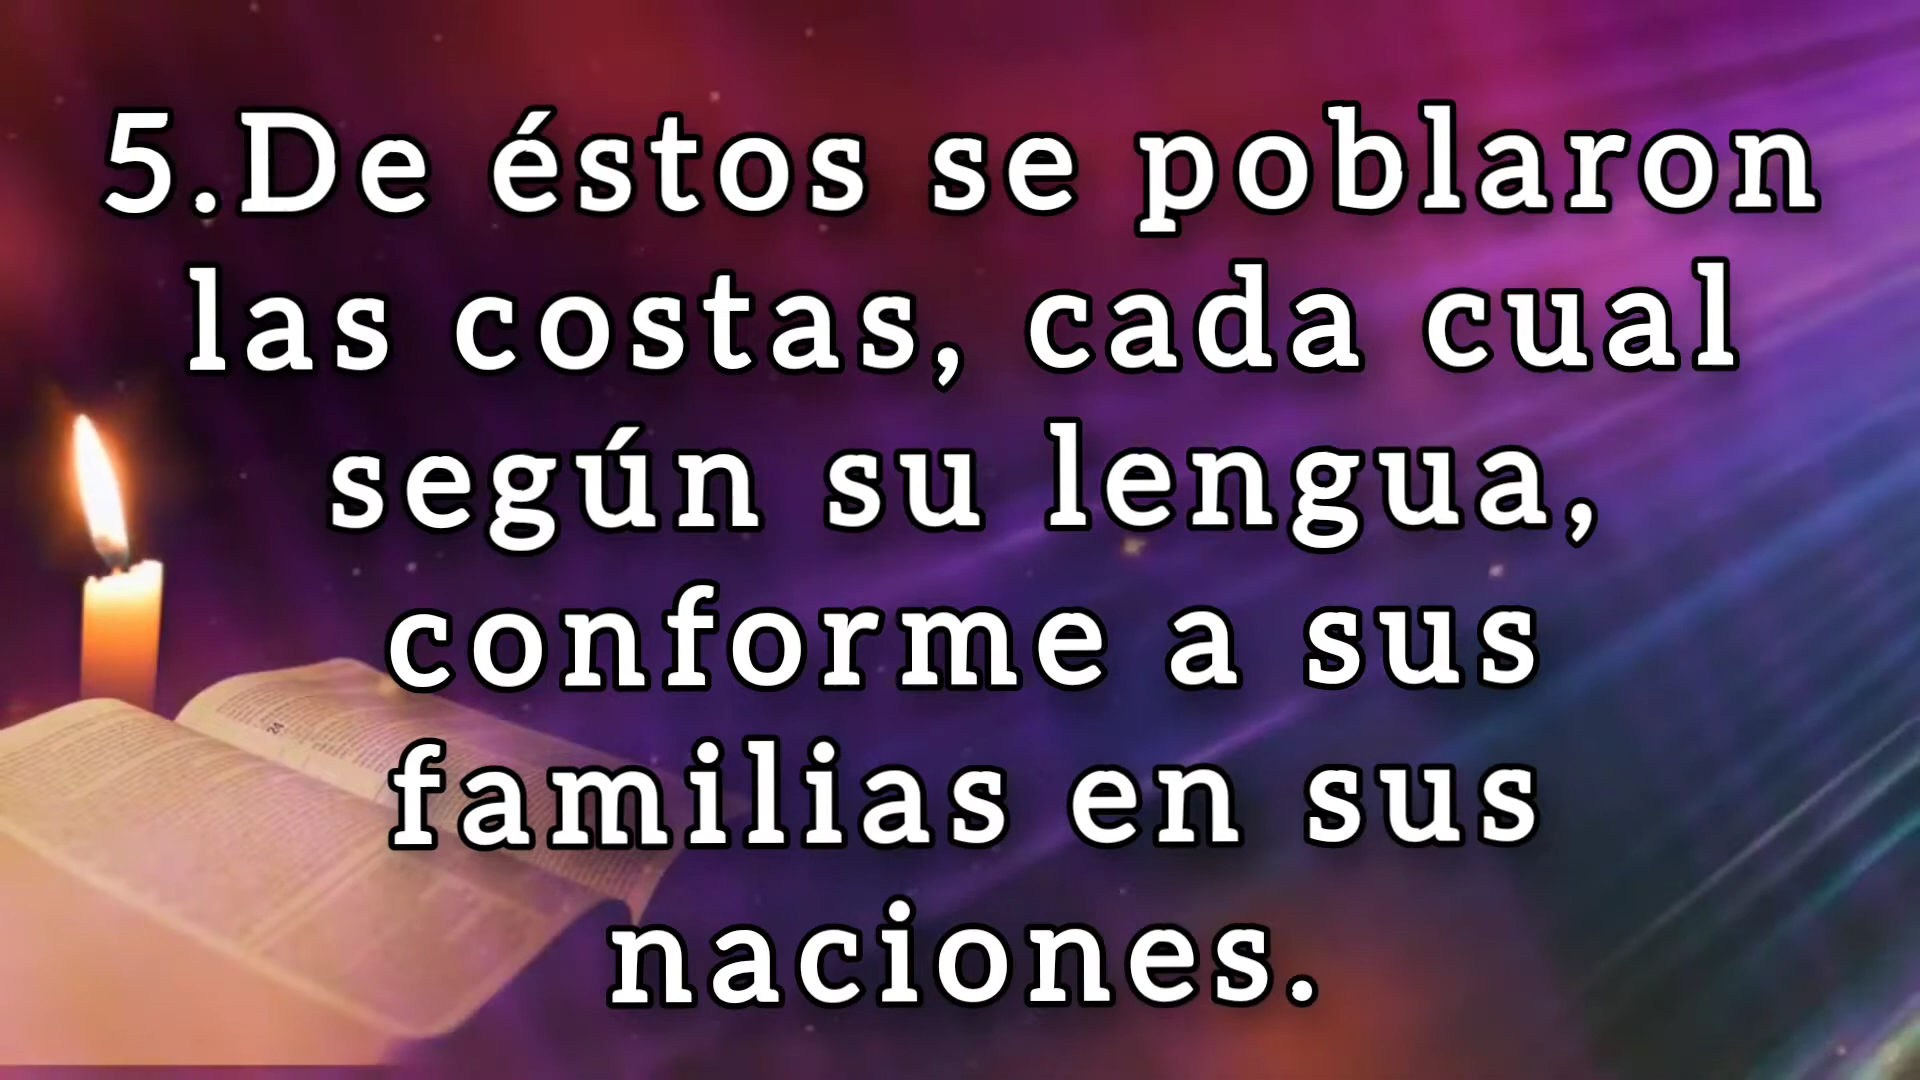 5.De éstos se poblaron
las costas, cada cual
según su lengua,
conforme a sus
familias en sus
naciones.